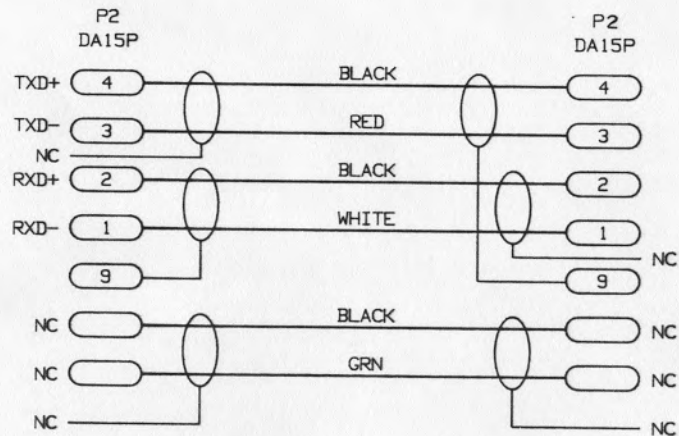 P2 P2
DA15P DA15P
TXD+ 4 BLACK 4
TXD- 3 RED 3
NC
RXD+ 2 BLACK 2
RXD- 1 WHITE 1
NC
9 9
NC BLACK NC
NC GRN NC
NC NC